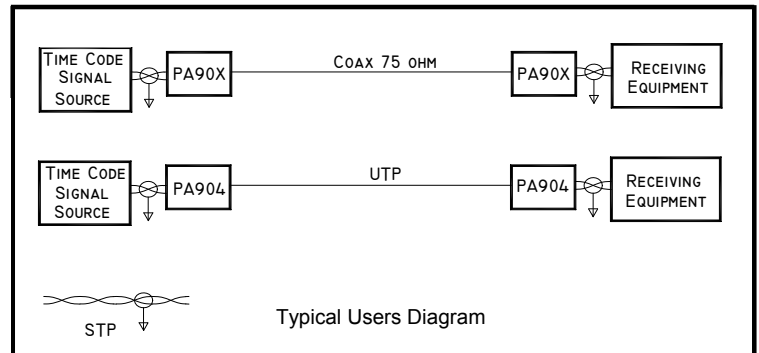 TIME CODE
SIGNAL
SOURCE
PA90X
COAX 75 OHM
PA90X
RECEIVING
EQUIPMENT
TIME CODE
SIGNAL
SOURCE
PA904
UTP
PA904
RECEIVING
EQUIPMENT
STP
Typical Users Diagram